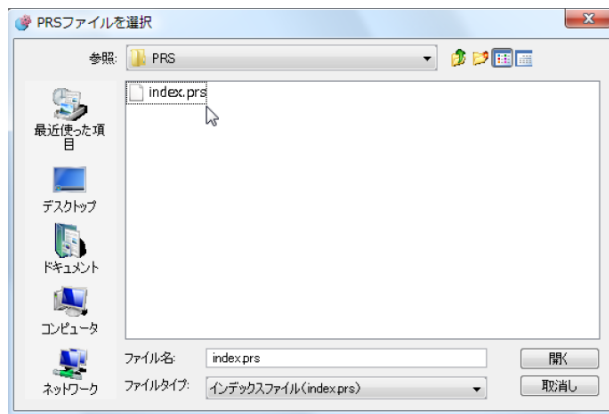 PRSファイルを選択
参照:
PRS
index.prs
最近使った項
目
デスクトップ
ドキュメント
コンピュータ
ネットワーク
ファイル名:
index.prs
開く
ファイルタイプ:
インデックスファイル(index.prs)
取消し